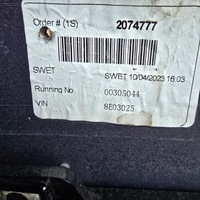 Order # (1S) 2074777
SWET SWET 10/04/2023 16:03
Running No 00305044
VIN 8E03025